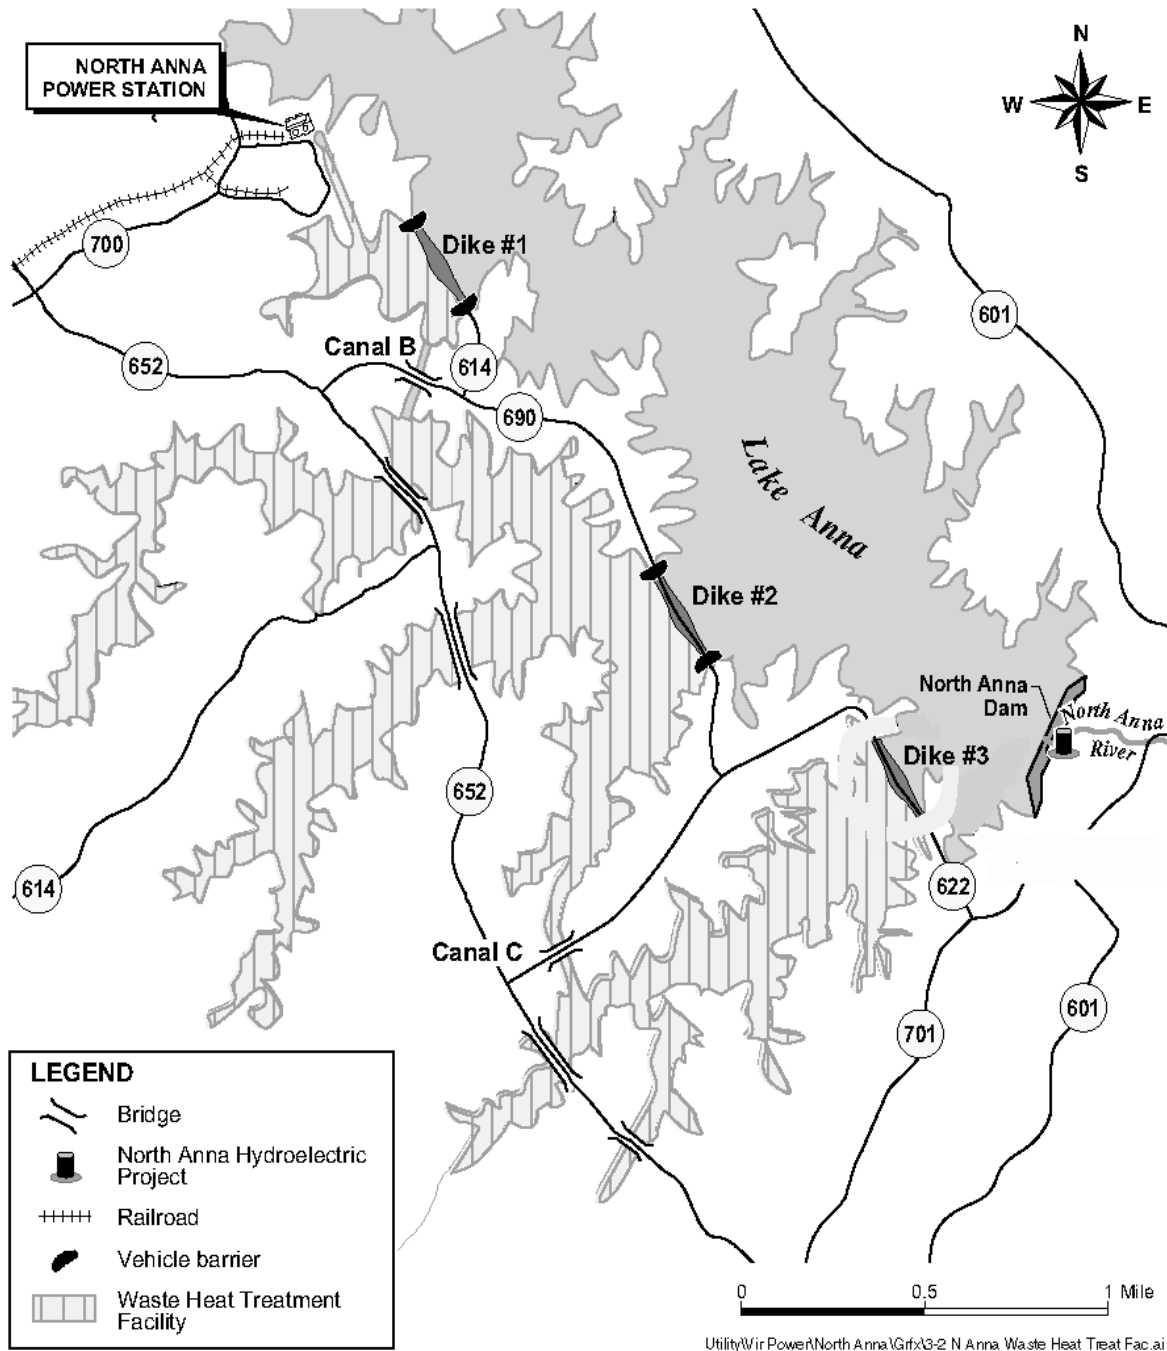 N
W
E
S
NORTH ANNA
POWER STATION
700
Dike #1
601
Canal B
652
614
690
Lake Anna
Dike #2
North Anna
Dam
North Anna
River
Dike #3
652
614
622
Canal C
601
701
LEGEND
Bridge
North Anna Hydroelectric
Project
Railroad
Vehicle barrier
Waste Heat Treatment
Facility
0
0.5
1 Mile
Utility\Vir Power\North Anna\Grfx\3-2 N Anna Waste Heat Treat Fac.ai